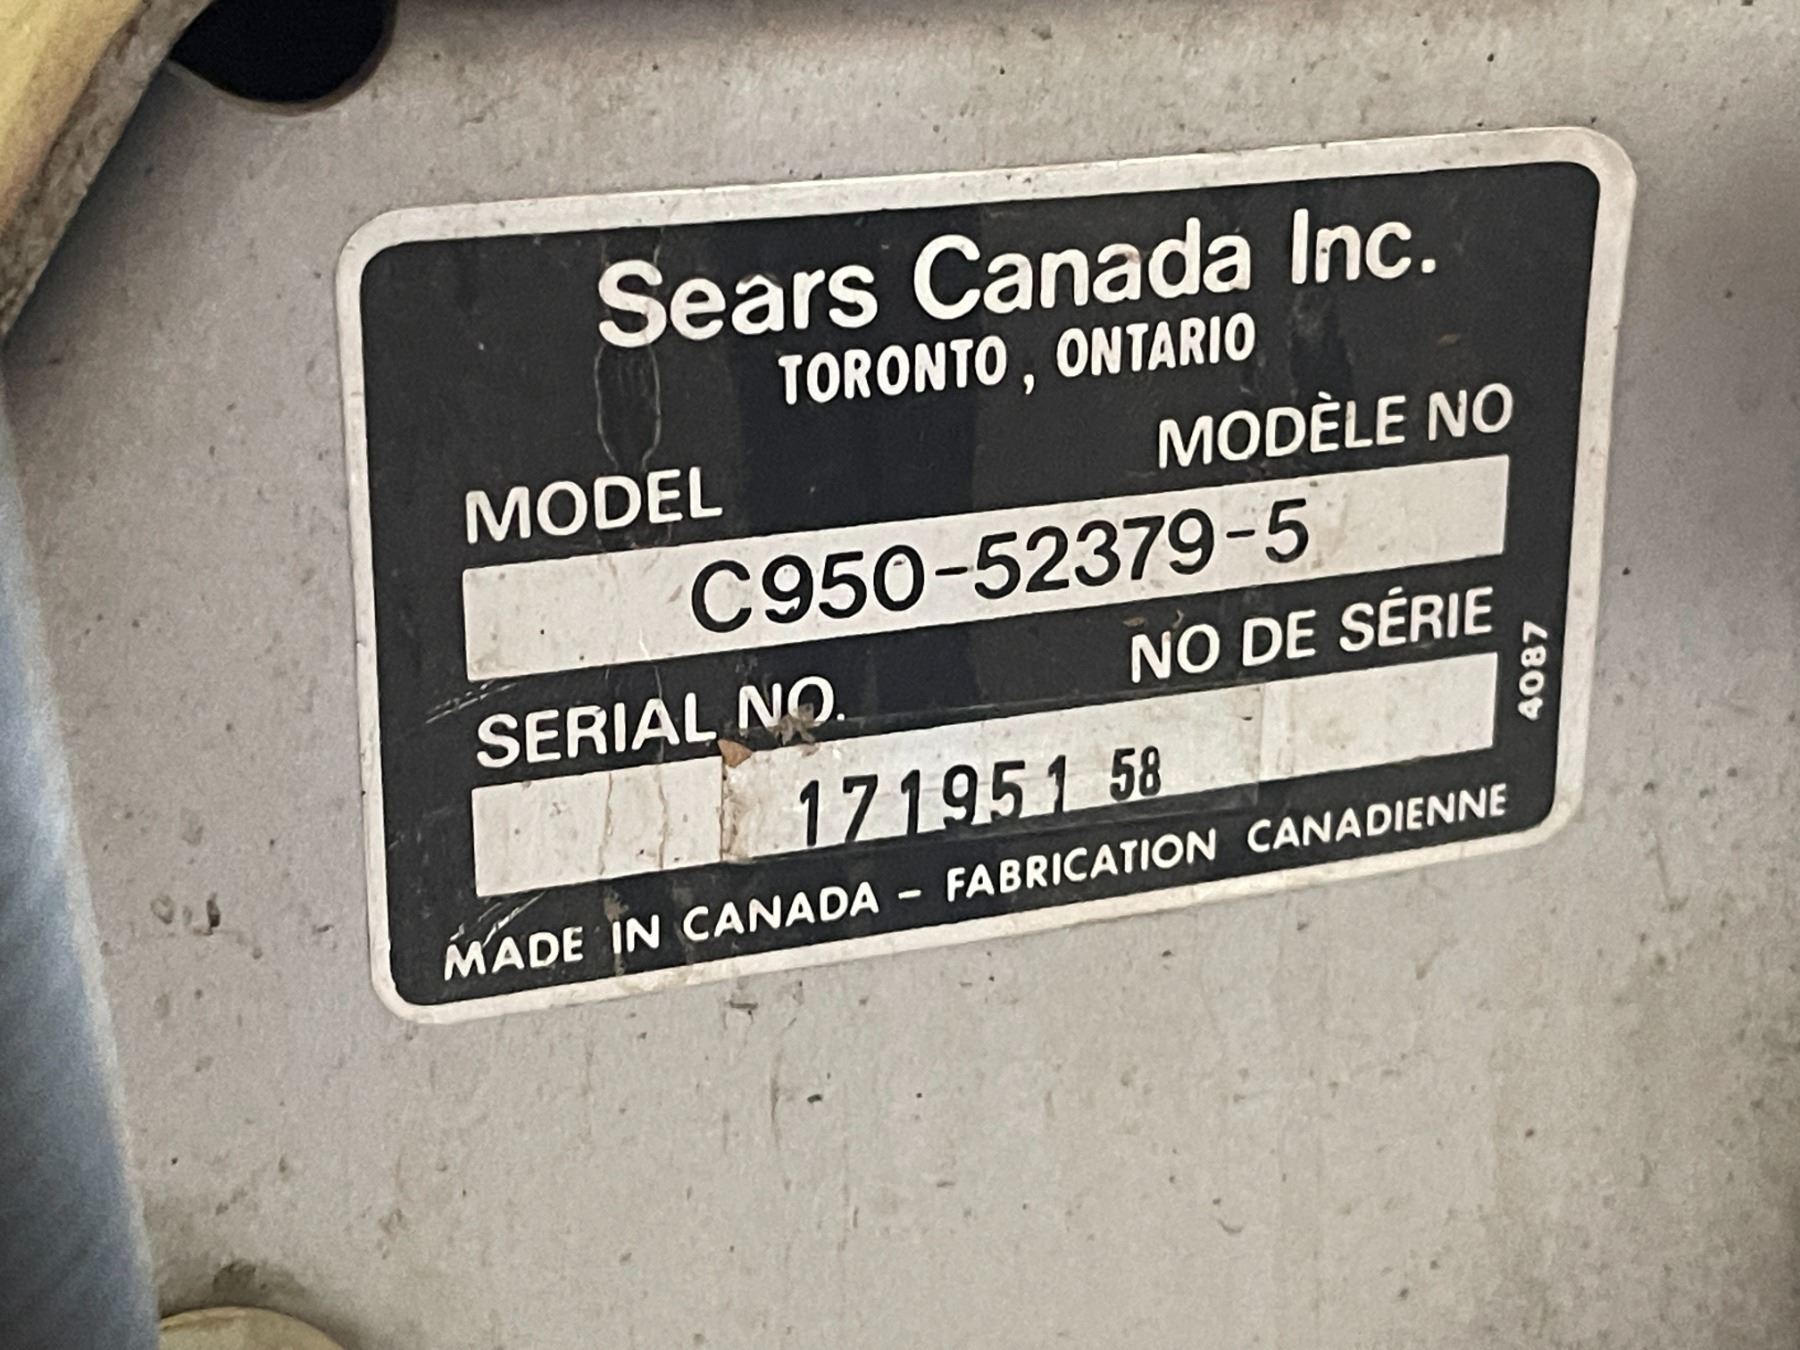 Sears Canada Inc.
TORONTO, ONTARIO
MODEL MODÈLE NO
C950-52379-5
SERIAL NO. NO DE SÉRIE
171951 58
4087
MADE IN CANADA – FABRICATION CANADIENNE